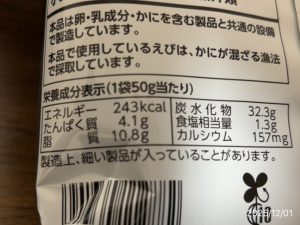 本品は卵・乳成分・かにを含む製品と共通の設備
で製造しています。
本品で使用しているえびは、かにが混ざる漁法
で採取しています。
栄養成分表示(1袋50g当たり)
エネルギー 243kcal 炭水化物 32.3g
たんぱく質 4.1g 食塩相当量 1.3g
脂質 10.8g カルシウム 157mg
製造上、細い製品が入っていることがあります。
2025/12/01